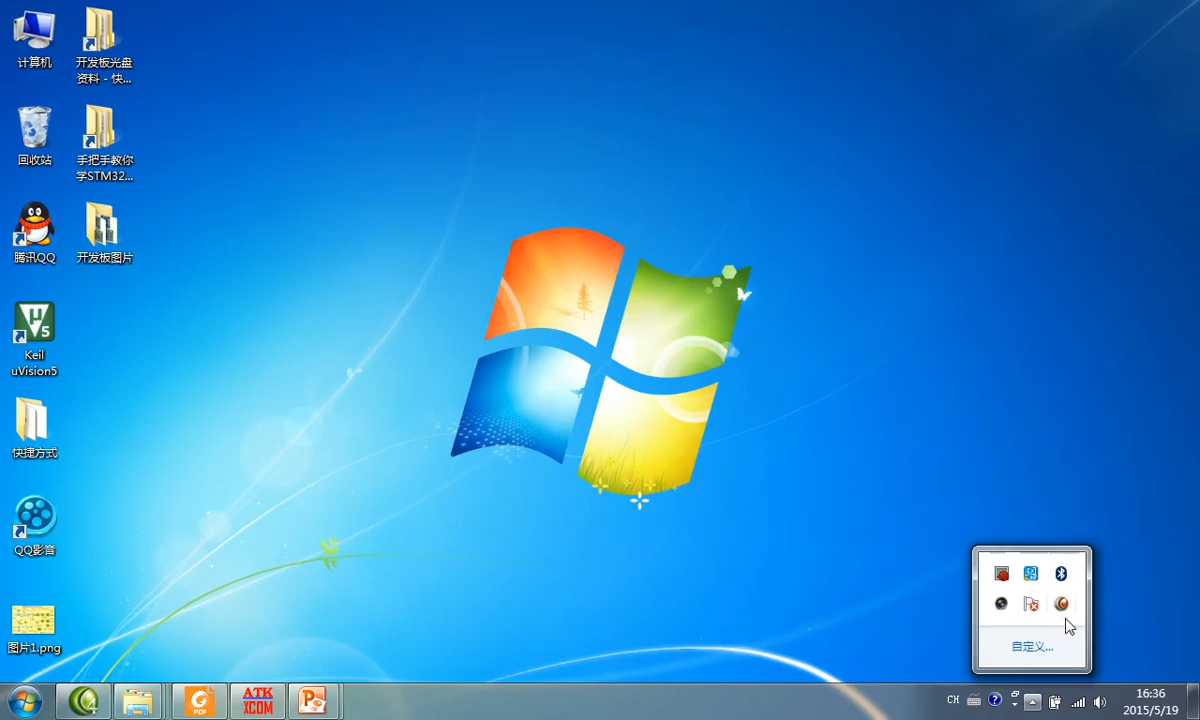 计算机
开发板光盘
资料 - 快...
回收站
手把手教你
学STM32...
腾讯QQ
开发板图片
5
Keil
uVision5
快捷方式
QQ影音
图片1.png
自定义...
4
PDF
ATK
XCOM
P
CH
16:36
2015/5/19